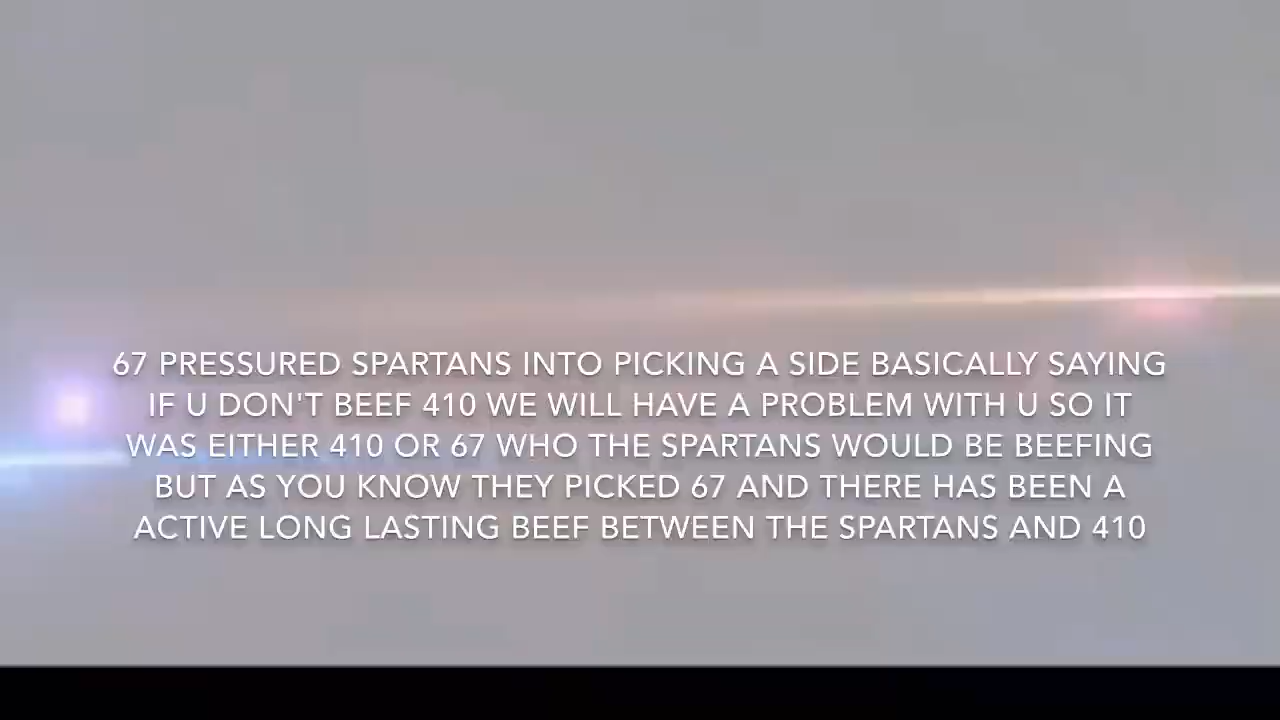 67 PRESSURED SPARTANS INTO PICKING A SIDE BASICALLY SAYING
IF U DON'T BEEF 410 WE WILL HAVE A PROBLEM WITH U SO IT
WAS EITHER 410 OR 67 WHO THE SPARTANS WOULD BE BEEFING
BUT AS YOU KNOW THEY PICKED 67 AND THERE HAS BEEN A
ACTIVE LONG LASTING BEEF BETWEEN THE SPARTANS AND 410